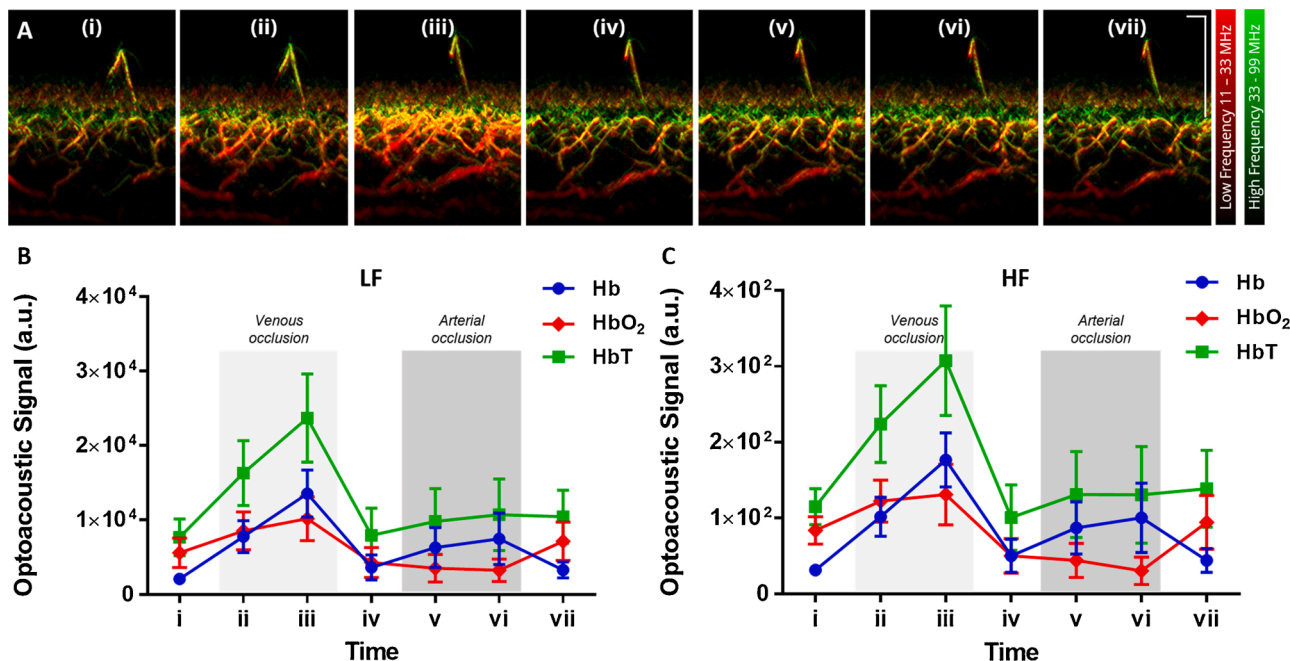 A
(i)
(ii)
(iii)
(iv)
(v)
(vi)
(vii)
Low Frequency 11 – 33 MHz
High Frequency 33 - 99 MHz
B
LF
Optoacoustic Signal (a.u.)
4×10⁴
3×10⁴
2×10⁴
1×10⁴
0
Venous
occlusion
Arterial
occlusion
Hb
HbO₂
HbT
i
ii
iii
iv
v
vi
vii
Time
C
HF
Optoacoustic Signal (a.u.)
4×10²
3×10²
2×10²
1×10²
0
Venous
occlusion
Arterial
occlusion
Hb
HbO₂
HbT
i
ii
iii
iv
v
vi
vii
Time